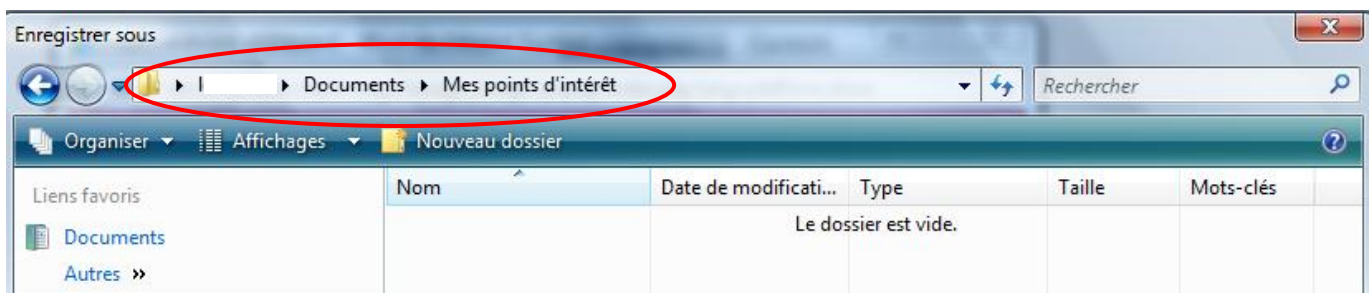 Enregistrer sous
Documents Mes points d'intérêt Rechercher
Organiser Affichages Nouveau dossier
Liens favoris Nom Date de modificati... Type Taille Mots-clés
Le dossier est vide.
Documents
Autres »